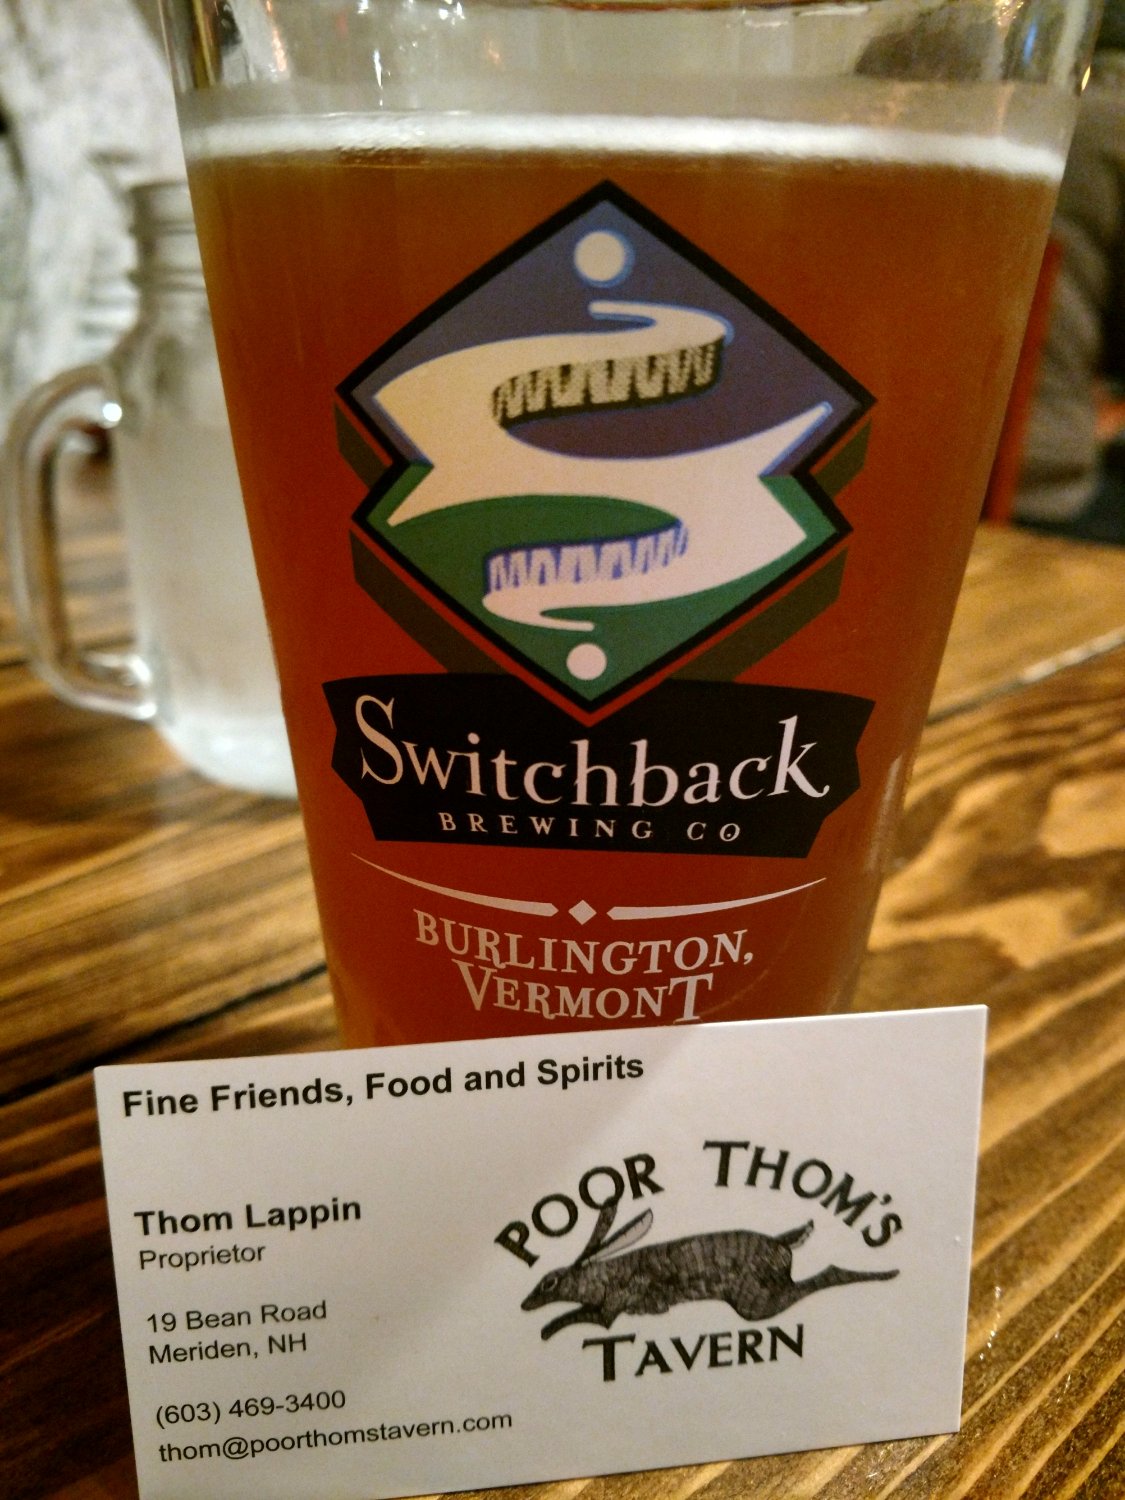 Switchback
BREWING CO
BURLINGTON,
VERMONT
Fine Friends, Food and Spirits
Thom Lappin
Proprietor
19 Bean Road
Meriden, NH
(603) 469-3400
thom@poorthomstavern.com
POOR THOM'S
TAVERN